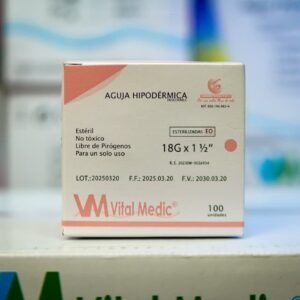 AGUJA HIPODÉRMICA
DESCARTABLE
Estéril
No tóxico
Libre de Pirógenos
Para un solo uso
ESTERILIZADAS EO
18G x 1 ½"
LOT.:20250320
F.F.: 2025.03.20
F.V.: 2030.03.20
VM Vital Medic®
100
unidades